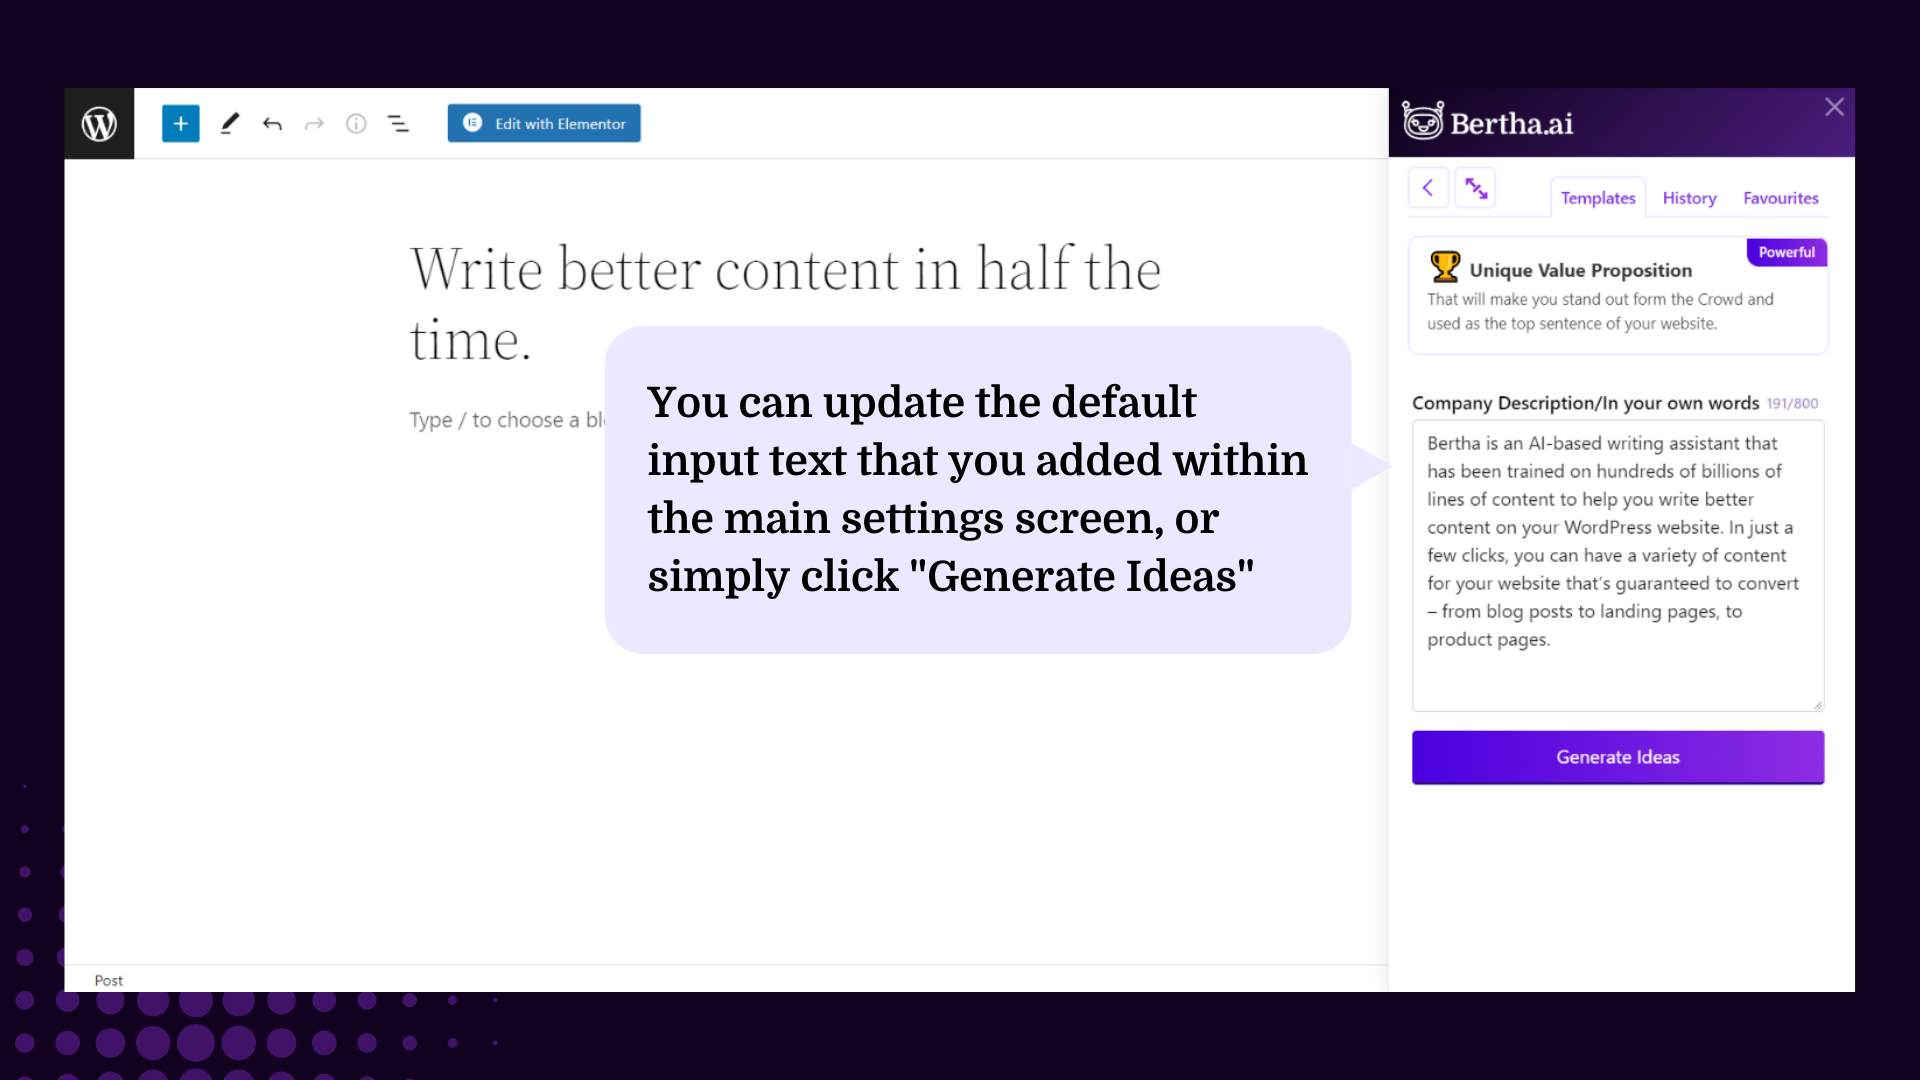 Edit with Elementor
Write better content in half the
time.
Type / to choose a
You can update the default
input text that you added within
the main settings screen, or
simply click "Generate Ideas"
Post
Bertha.ai
Templates History Favourites
Powerful
Unique Value Proposition
That will make you stand out form the Crowd and
used as the top sentence of your website.
Company Description/In your own words 191/800
Bertha is an AI-based writing assistant that
has been trained on hundreds of billions of
lines of content to help you write better
content on your WordPress website. In just a
few clicks, you can have a variety of content
for your website that's guaranteed to convert
– from blog posts to landing pages, to
product pages.
Generate Ideas